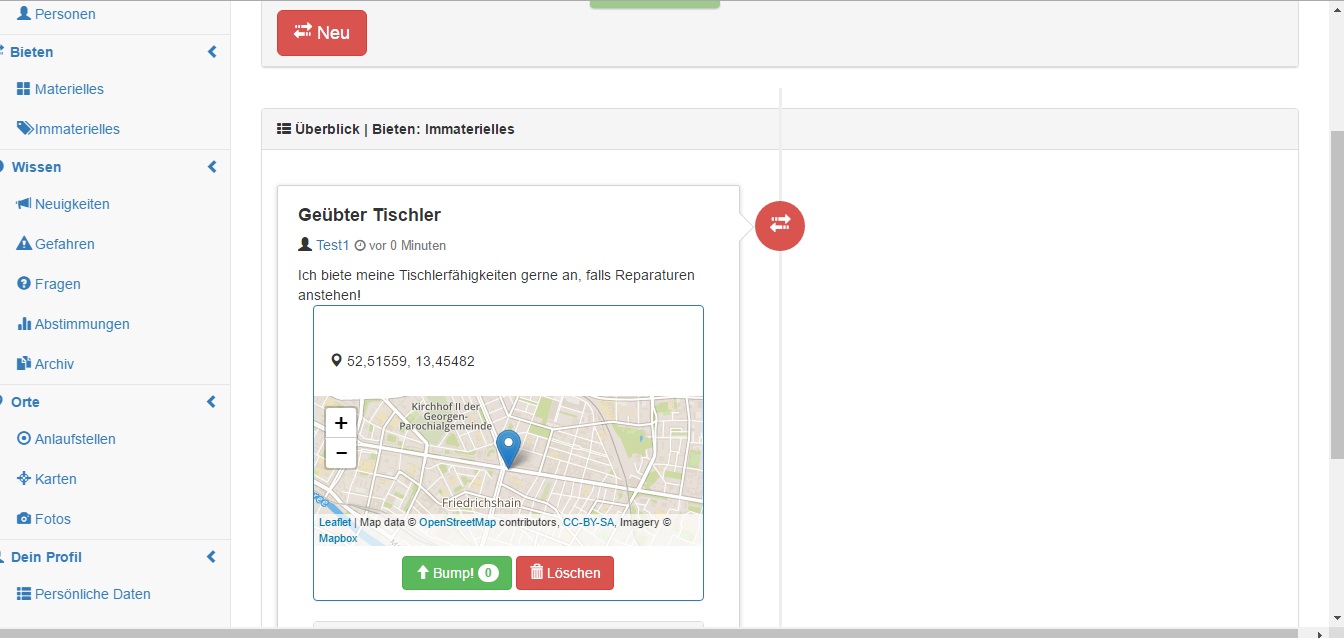 Personen
Bieten
Materielles
Immaterielles
Wissen
Neuigkeiten
Gefahren
Fragen
Abstimmungen
Archiv
Orte
Anlaufstellen
Karten
Fotos
Dein Profil
Persönliche Daten
Neu
Überblick | Bieten: Immaterielles
Geübter Tischler
Test1 vor 0 Minuten
Ich biete meine Tischlerfähigkeiten gerne an, falls Reparaturen
anstehen!
52,51559, 13,45482
+
−
Kirchhof II der
Georgen-
Parochialgemeinde
Friedrichshain
Leaflet | Map data © OpenStreetMap contributors, CC-BY-SA, Imagery ©
Mapbox
Bump! 0
Löschen